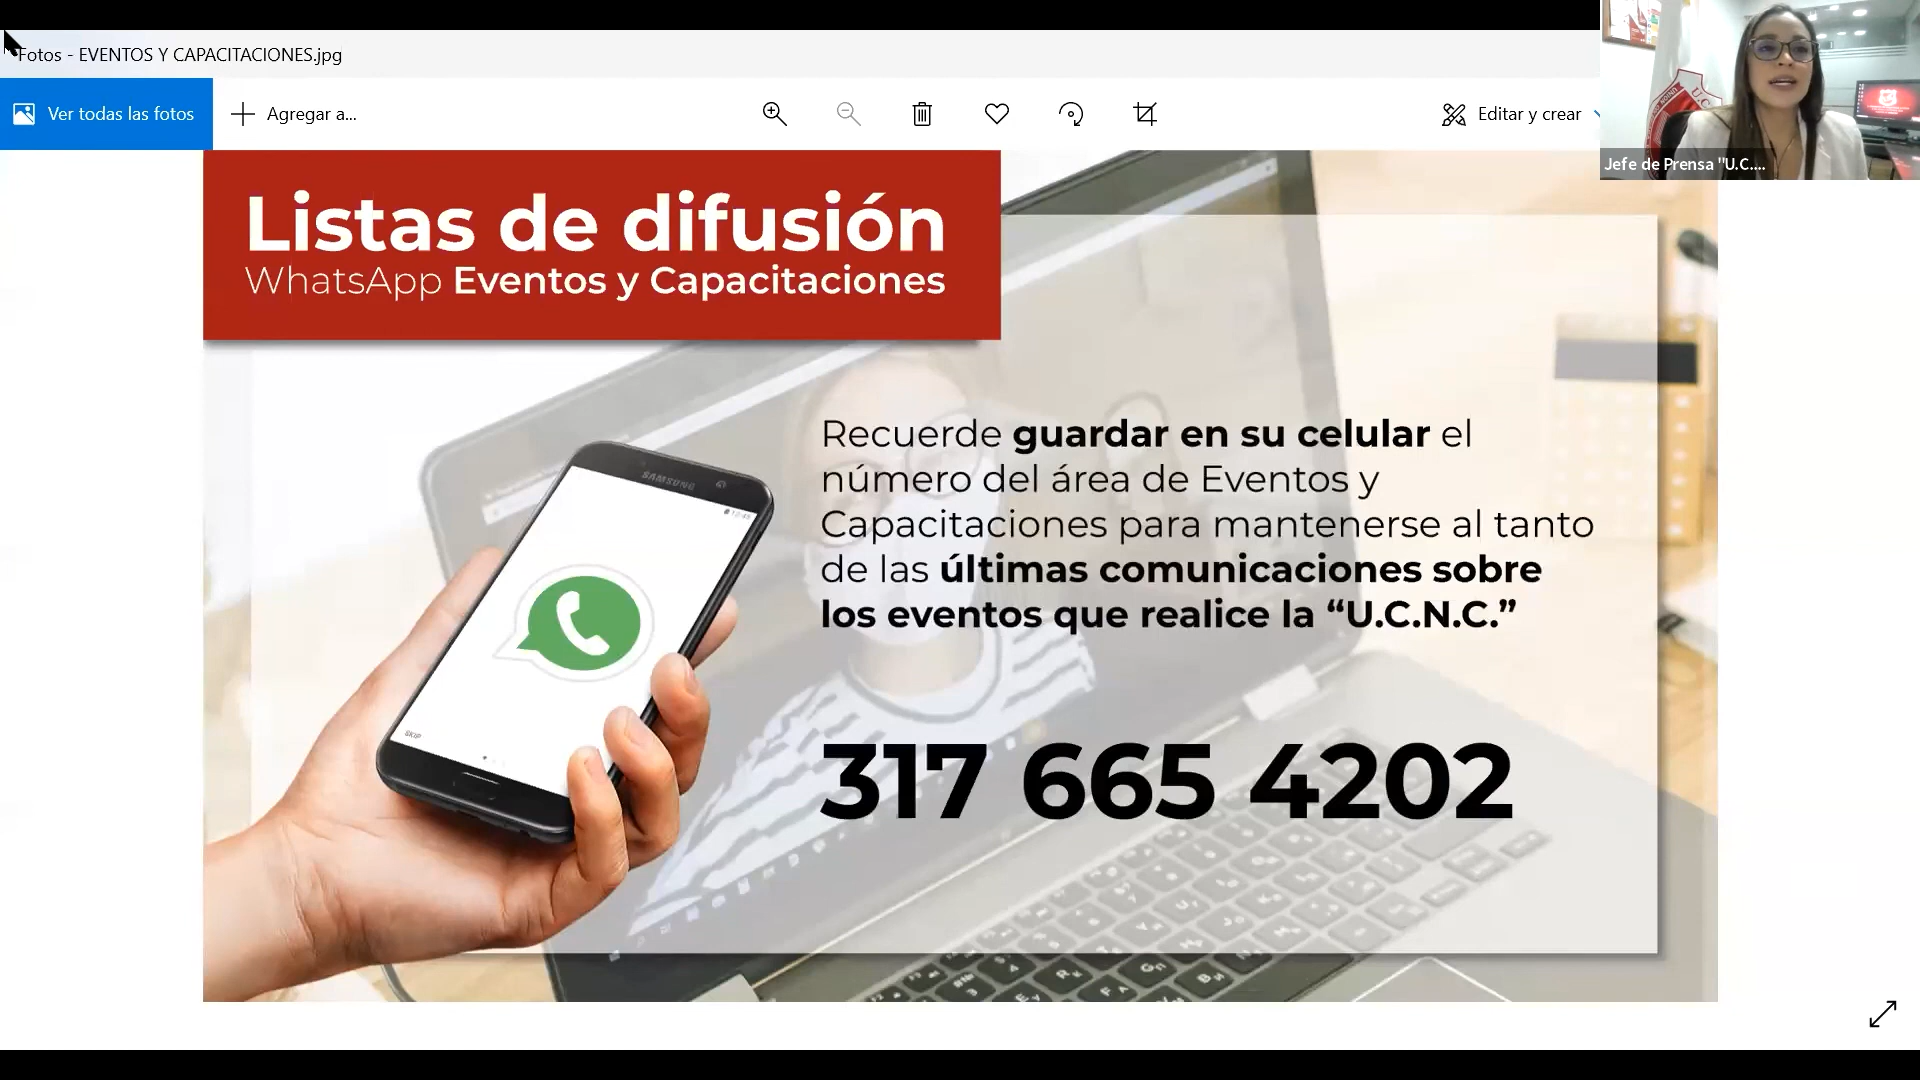 Fotos - EVENTOS Y CAPACITACIONES.jpg
Ver todas las fotos
Agregar a...
Editar y crear
Jefe de Prensa "U.C....
Listas de difusión
WhatsApp Eventos y Capacitaciones
SAMSUNG
SKIP
Recuerde guardar en su celular el
número del área de Eventos y
Capacitaciones para mantenerse al tanto
de las últimas comunicaciones sobre
los eventos que realice la “U.C.N.C.”
317 665 4202